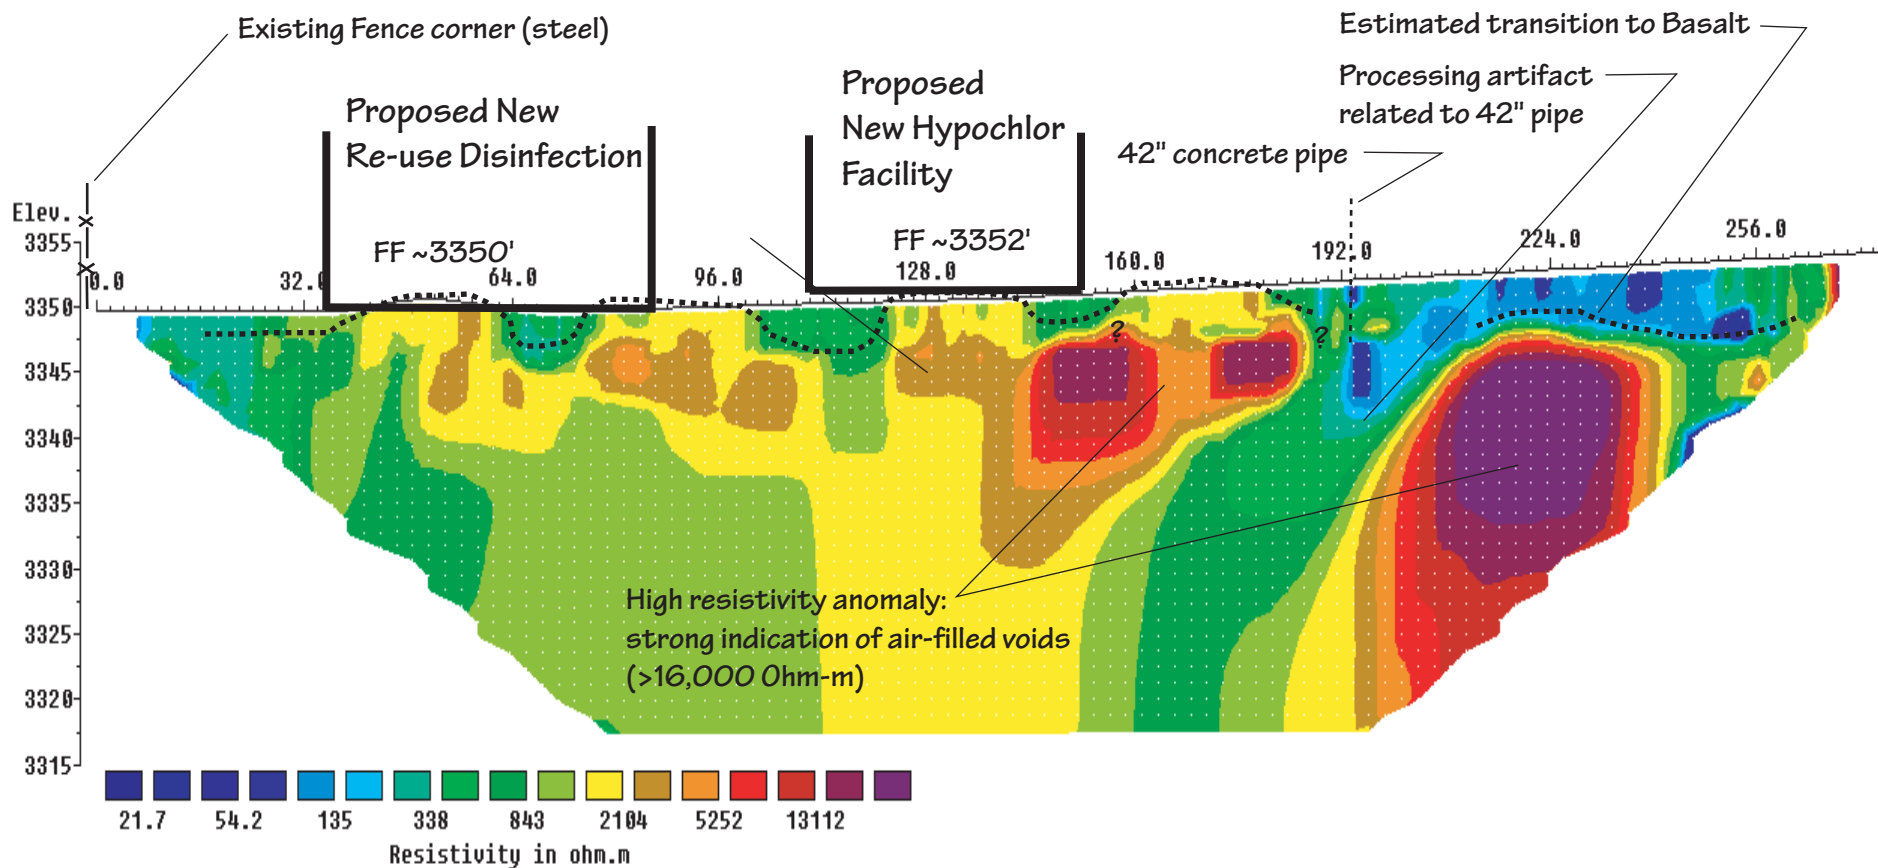 Existing Fence corner (steel)
Estimated transition to Basalt
Processing artifact
related to 42" pipe
42" concrete pipe
Proposed New
Re-use Disinfection
FF ~3350'
Proposed
New Hypochlor
Facility
FF ~3352'
Elev.
3355
3350
3345
3340
3335
3330
3325
3320
3315
0.0
32.0
64.0
96.0
128.0
160.0
192.0
224.0
256.0
?
?
High resistivity anomaly:
strong indication of air-filled voids
(>16,000 Ohm-m)
21.7 54.2 135 338 843 2104 5252 13112
Resistivity in ohm.m